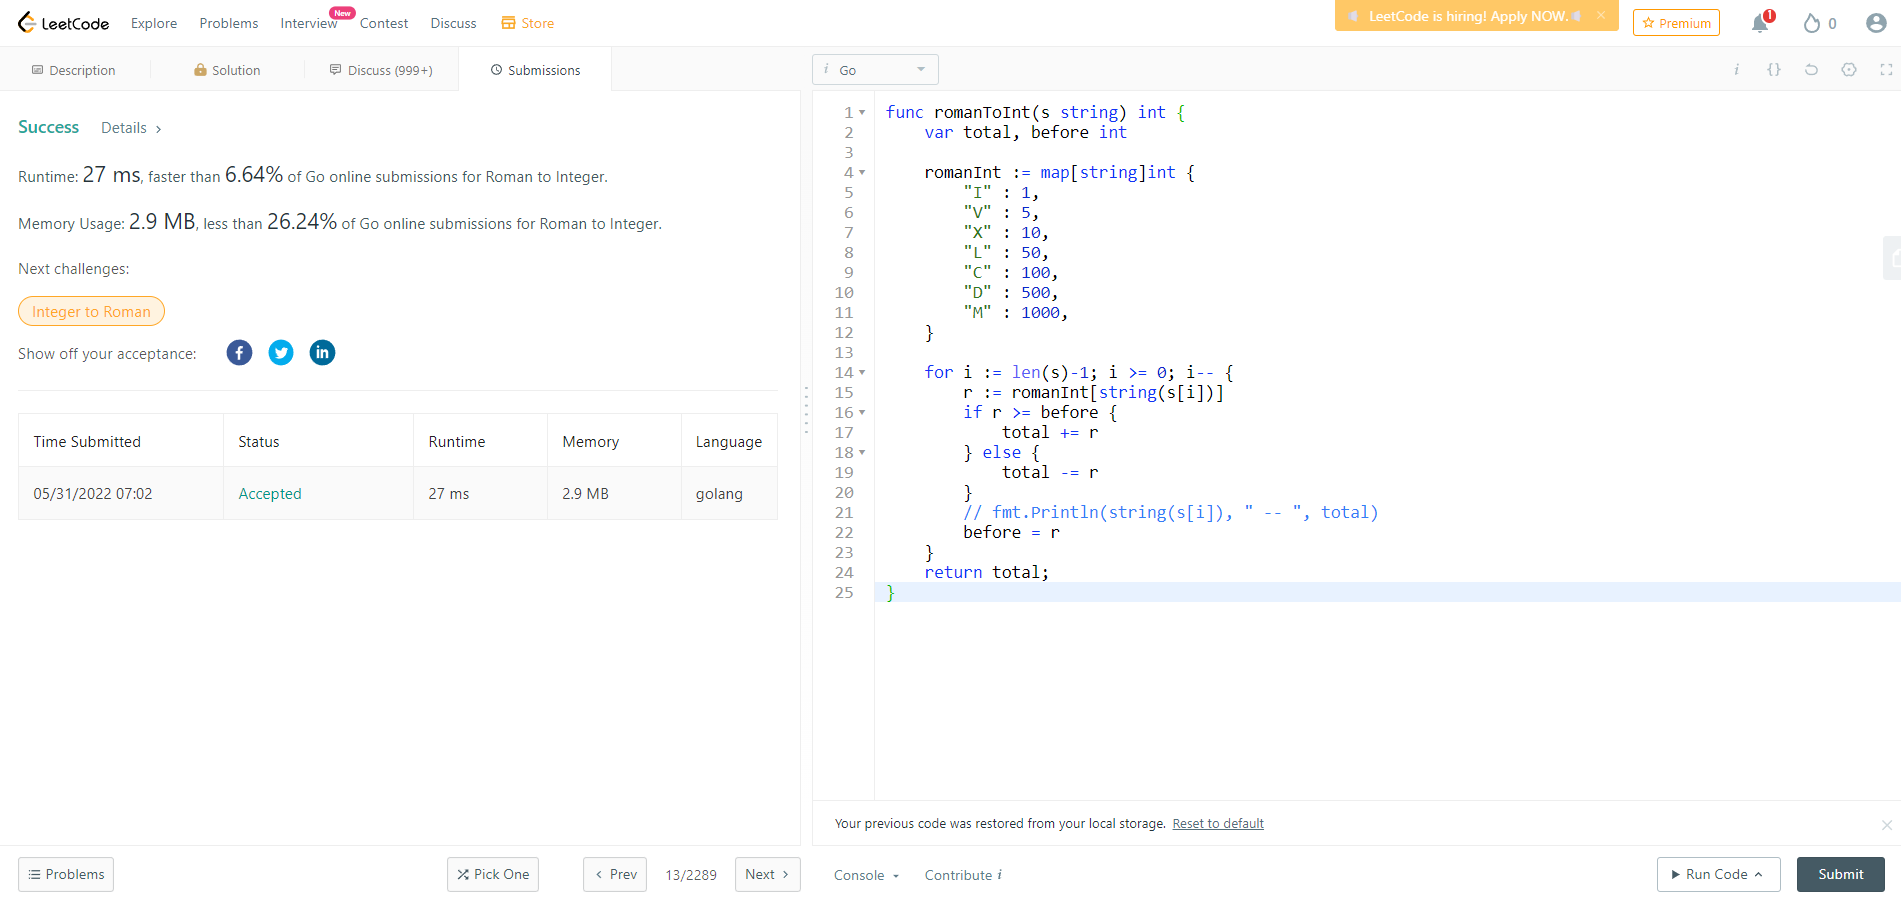 LeetCode Explore Problems Interview New Contest Discuss Store LeetCode is hiring! Apply NOW. Premium 1 0
Description Solution Discuss (999+) Submissions
i Go
Success Details >
Runtime: 27 ms, faster than 6.64% of Go online submissions for Roman to Integer.
Memory Usage: 2.9 MB, less than 26.24% of Go online submissions for Roman to Integer.
Next challenges:
Integer to Roman
Show off your acceptance:
Time Submitted Status Runtime Memory Language
05/31/2022 07:02 Accepted 27 ms 2.9 MB golang
1 func romanToInt(s string) int {
2 var total, before int
3
4 romanInt := map[string]int {
5 "I" : 1,
6 "V" : 5,
7 "X" : 10,
8 "L" : 50,
9 "C" : 100,
10 "D" : 500,
11 "M" : 1000,
12 }
13
14 for i := len(s)-1; i >= 0; i-- {
15 r := romanInt[string(s[i])]
16 if r >= before {
17 total += r
18 } else {
19 total -= r
20 }
21 // fmt.Println(string(s[i]), " -- ", total)
22 before = r
23 }
24 return total;
25 }
Your previous code was restored from your local storage. Reset to default
Problems Pick One < Prev 13/2289 Next > Console Contribute i Run Code Submit